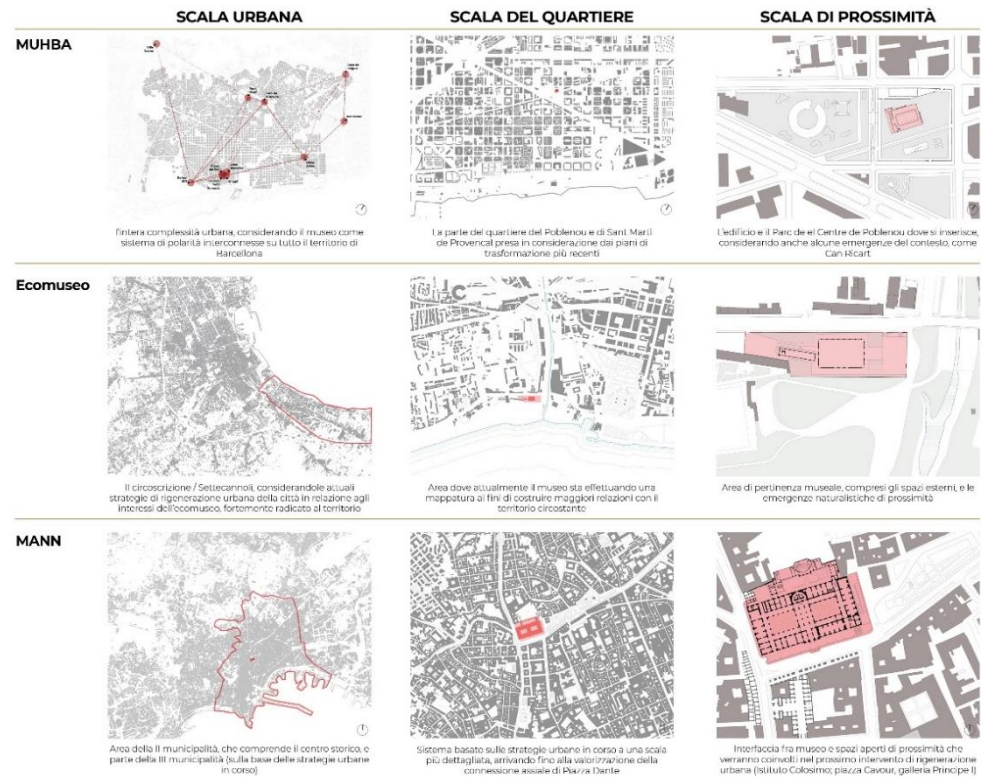 SCALA URBANA
SCALA DEL QUARTIERE
SCALA DI PROSSIMITÀ
MUHBA
l'intera complessità urbana, considerando il museo come
sistema di polarità interconnesse su tutto il territorio di
Barcellona
La parte del quartiere del Poblenou e di Sant Martí
de Provençal presa in considerazione dai piani di
trasformazione più recenti
L'edificio e il Parc de el Centre de Poblenou dove si inserisce,
considerando anche alcune emergenze del contesto, come
Can Ricart
Ecomuseo
II circoscrizione / Settecannoli, considerandole attuali
strategie di rigenerazione urbana della città in relazione agli
interessi dell'ecomuseo, fortemente radicato al territorio
Area dove attualmente il museo sta effettuando una
mappatura ai fini di costruire maggiori relazioni con il
territorio circostante
Area di pertinenza museale, compresi gli spazi esterni, e le
emergenze naturalistiche di prossimità
MANN
Area della II municipalità, che comprende il centro storico, e
parte della III municipalità (sulla base delle strategie urbane
in corso)
Sistema basato sulle strategie urbane in corso a una scala
più dettagliata, arrivando fino alla valorizzazione della
connessione assiale di Piazza Dante
Interfaccia fra museo e spazi aperti di prossimità che
verranno coinvolti nel prossimo intervento di rigenerazione
urbana (Istituto Colosimo; piazza Cavour, galleria Principe I)